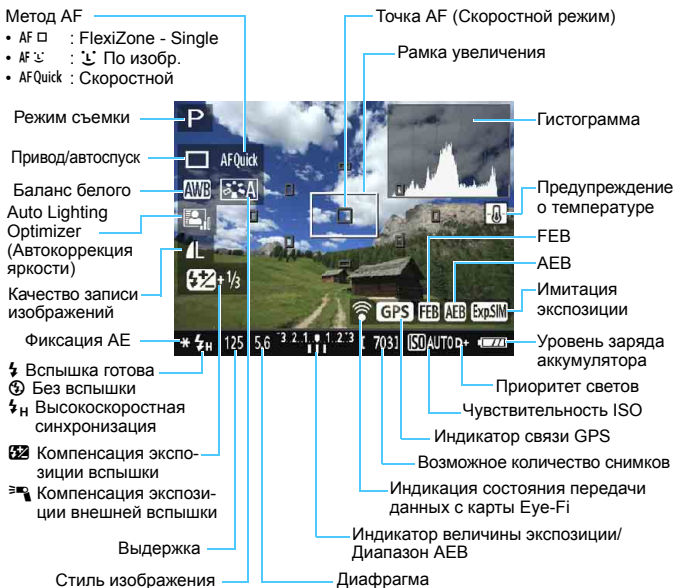 Метод AF
• AF □ : FlexiZone - Single
• AF : По изобр.
• AFQuick : Скоростной
Точка AF (Скоростной режим)
Рамка увеличения
Режим съемки
Гистограмма
Привод/автоспуск
Баланс белого
Auto Lighting
Optimizer
(Автокоррекция
яркости)
Качество записи
изображений
Фиксация AE
Предупреждение
о температуре
FEB
AEB
Имитация
экспозиции
Уровень заряда
аккумулятора
P
AFQuick
AWB A
L
+1/3
GPS FEB AEB Exp.SIM
H 125 5.6 3..2..1..▼..1..2..3 [ 703] ISO AUTO D+
Вспышка готова
Без вспышки
H Высокоскоростная
синхронизация
Компенсация экспо-
зиции вспышки
Компенсация экспози-
ции внешней вспышки
Выдержка
Стиль изображения
Приоритет светов
Чувствительность ISO
Индикатор связи GPS
Возможное количество снимков
Индикация состояния передачи
данных с карты Eye-Fi
Индикатор величины экспозиции/
Диапазон AEB
Диафрагма